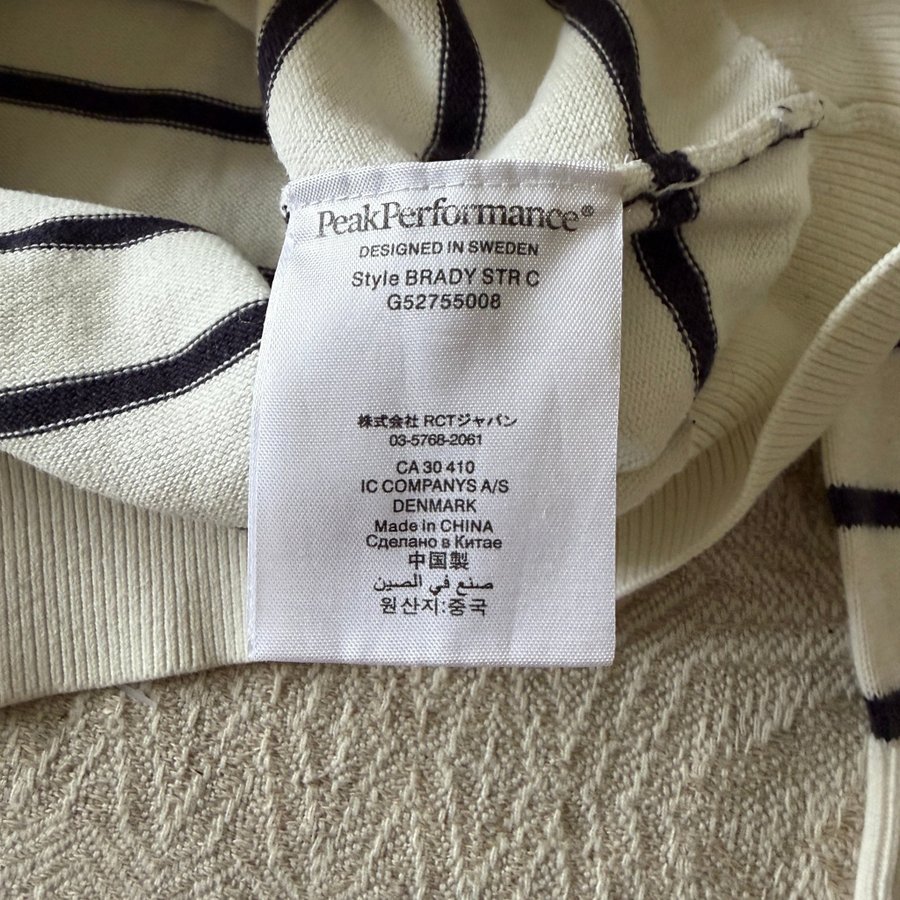 PeakPerformance®
DESIGNED IN SWEDEN
Style BRADY STR C
G52755008
株式会社 RCTジャパン
03-5768-2061
CA 30 410
IC COMPANYS A/S
DENMARK
Made in CHINA
Сделано в Китае
中国製
صنع في الصين
원산지:중국